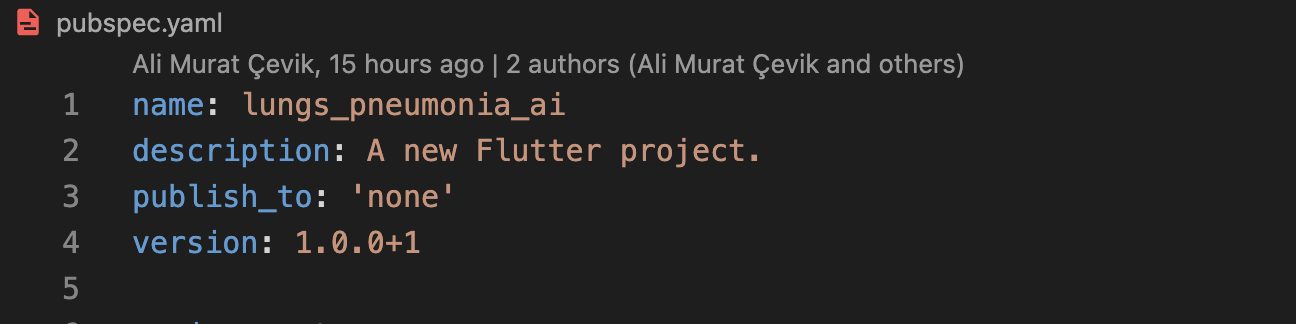 pubspec.yaml
Ali Murat Çevik, 15 hours ago | 2 authors (Ali Murat Çevik and others)
1 name: lungs_pneumonia_ai
2 description: A new Flutter project.
3 publish_to: 'none'
4 version: 1.0.0+1
5